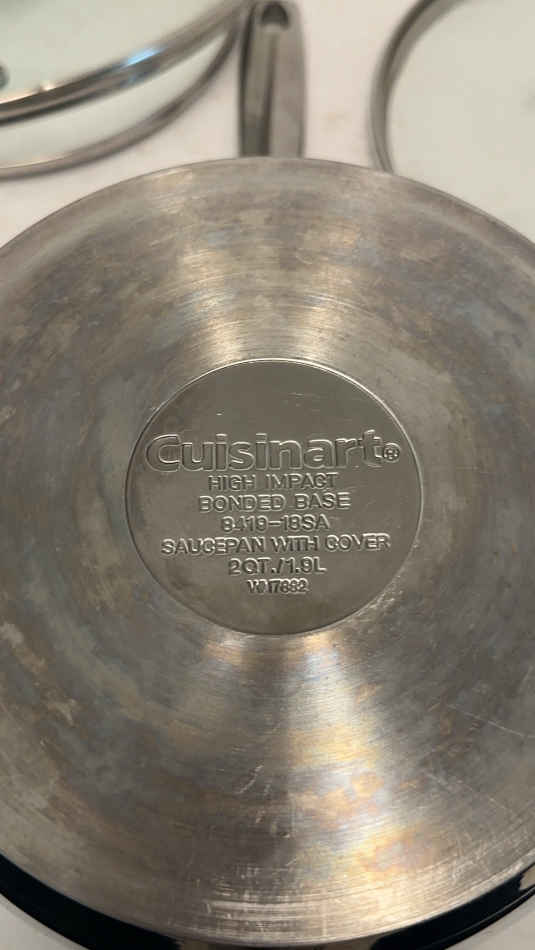 Cuisinart®
HIGH IMPACT
BONDED BASE
8419-18SA
SAUCEPAN WITH COVER
2QT./1.9L